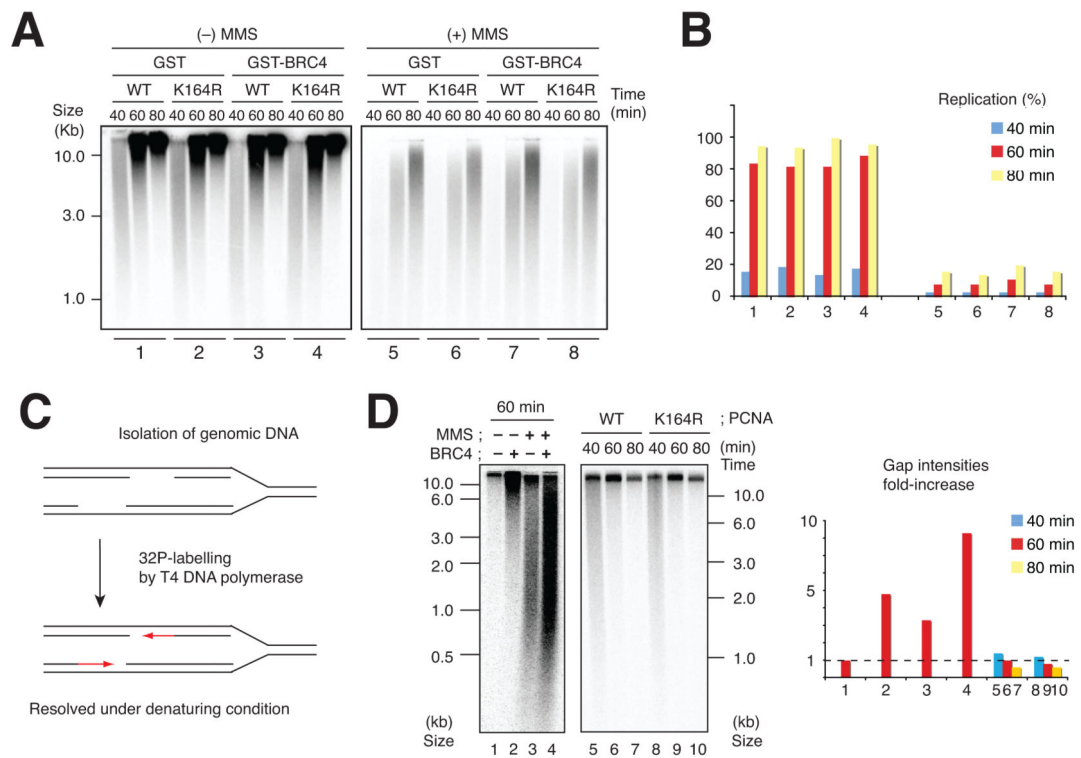 A
(–) MMS
(+) MMS
GST
GST-BRC4
GST
GST-BRC4
WT
K164R
WT
K164R
WT
K164R
WT
K164R
Time
(min)
Size
(Kb)
40 60 80 40 60 80 40 60 80 40 60 80
40 60 80 40 60 80 40 60 80 40 60 80
10.0
3.0
1.0
1 2 3 4
5 6 7 8
B
Replication (%)
40 min
60 min
80 min
100
80
60
40
20
0
1 2 3 4 5 6 7 8
C
Isolation of genomic DNA
32P-labelling
by T4 DNA polymerase
Resolved under denaturing condition
D
60 min
MMS ; – – + +
BRC4 ; – + – +
WT
K164R
; PCNA
40 60 80 40 60 80
(min)
Time
10.0
6.0
3.0
2.0
1.0
0.5
(kb)
Size
1 2 3 4
10.0
6.0
3.0
2.0
1.0
(kb)
Size
5 6 7 8 9 10
Gap intensities
fold-increase
40 min
60 min
80 min
10
5
1
1 2 3 4 567 8910